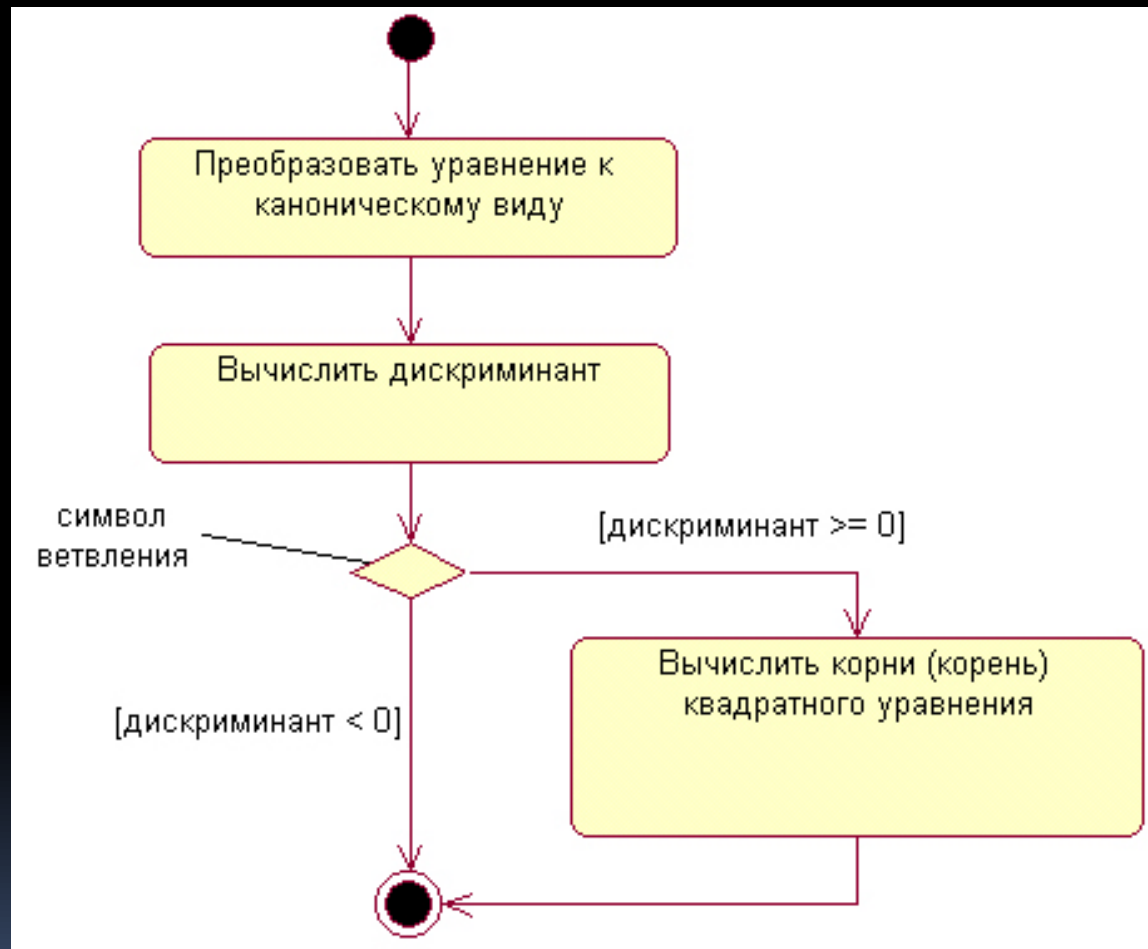 Преобразовать уравнение к
каноническому виду
Вычислить дискриминант
символ
ветвления
[дискриминант >= 0]
Вычислить корни (корень)
квадратного уравнения
[дискриминант < 0]